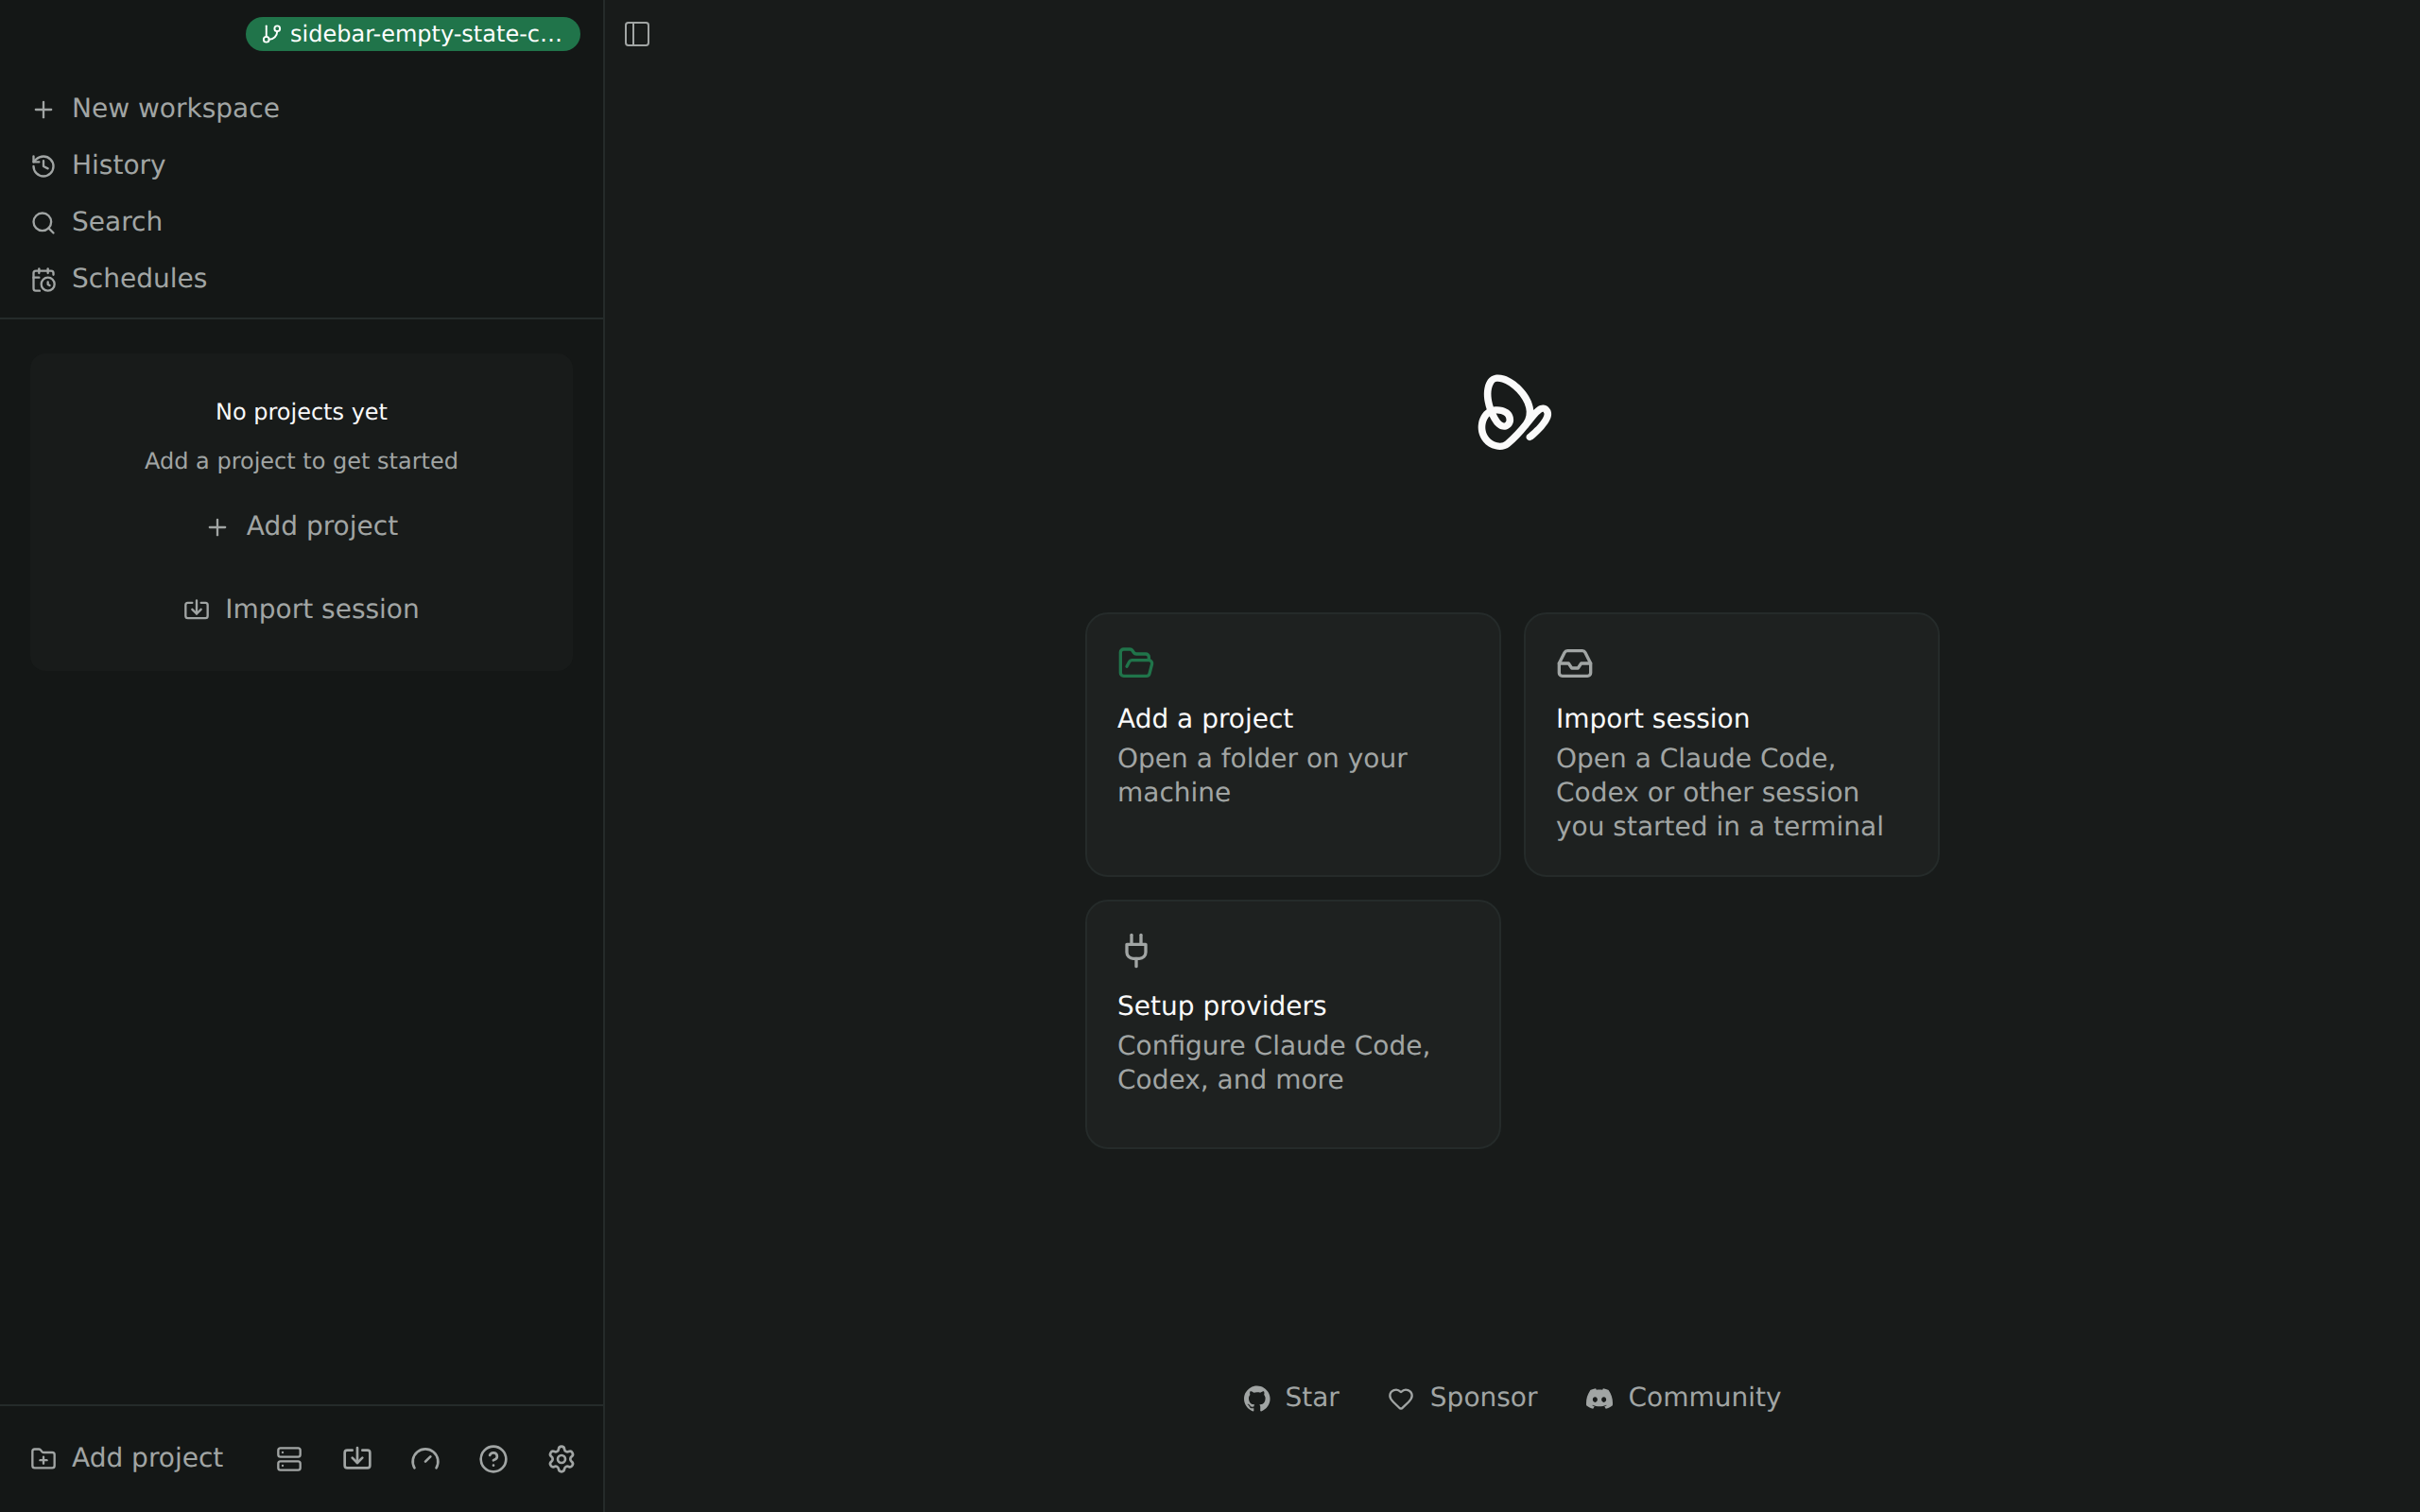 sidebar-empty-state-c...
New workspace
History
Search
Schedules
No projects yet
Add a project to get started
Add project
Import session
Add project
Add a project
Open a folder on your
machine
Import session
Open a Claude Code,
Codex or other session
you started in a terminal
Setup providers
Configure Claude Code,
Codex, and more
Star
Sponsor
Community